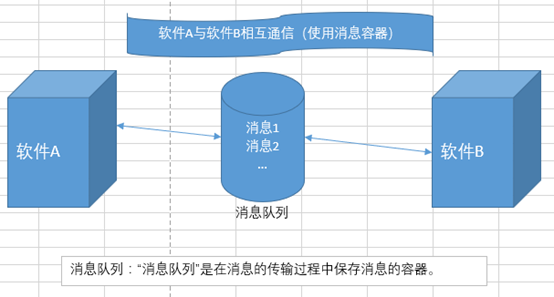 软件A与软件B相互通信（使用消息容器）
软件A
消息1
消息2
...
软件B
消息队列
消息队列：“消息队列”是在消息的传输过程中保存消息的容器。